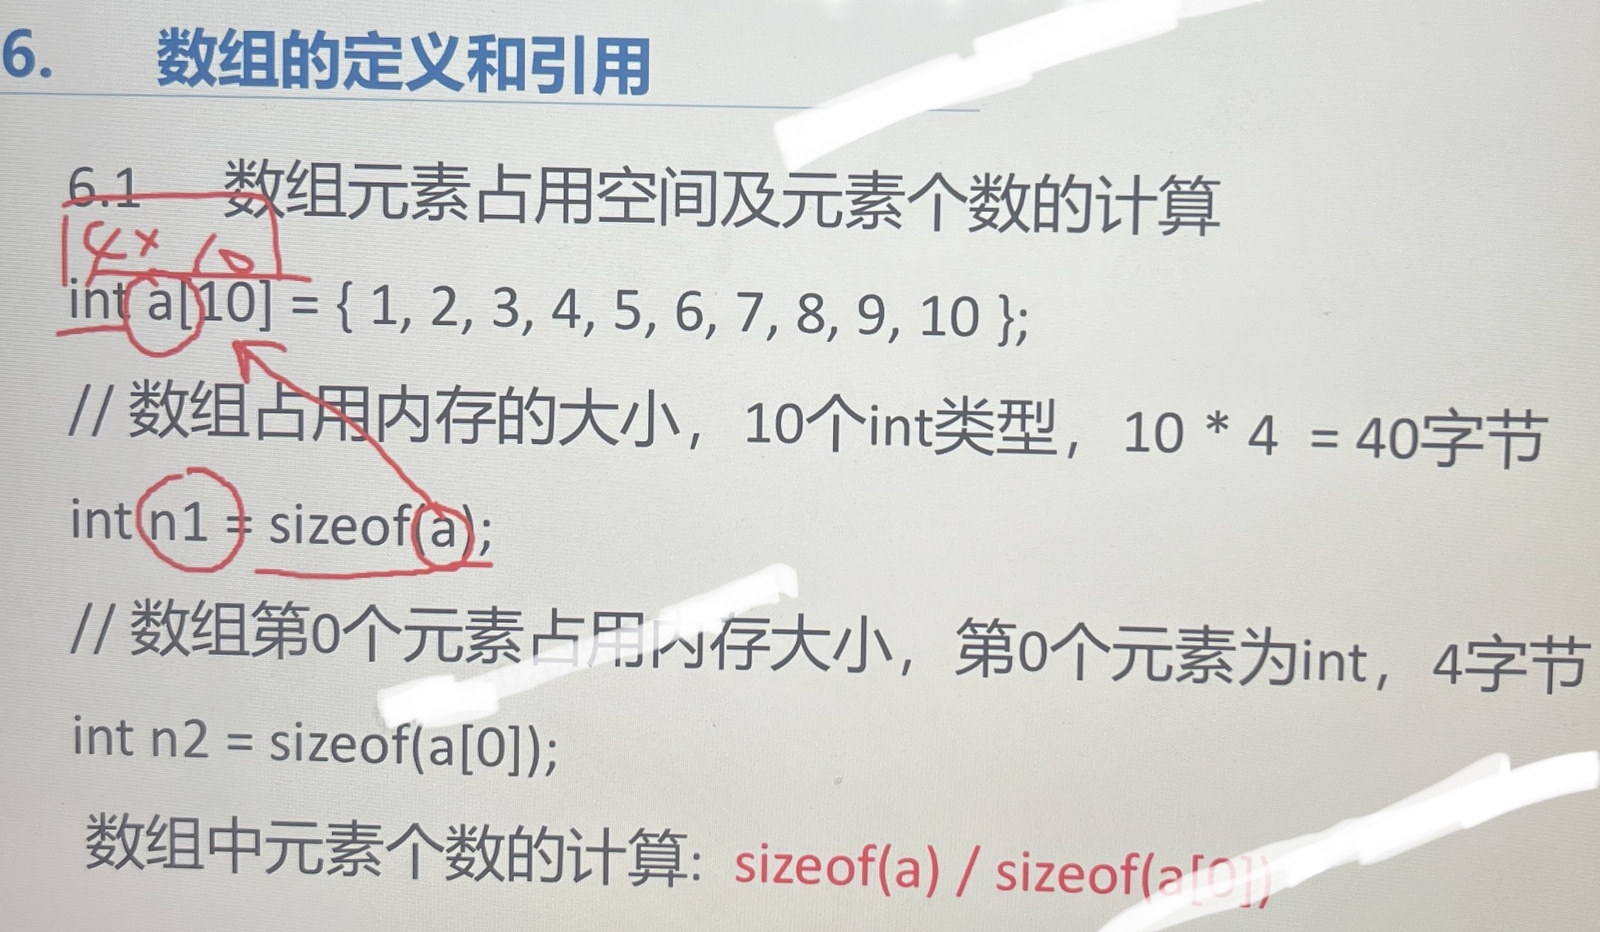 6. 数组的定义和引用
6.1 数组元素占用空间及元素个数的计算
4× 10
int a[10] = { 1, 2, 3, 4, 5, 6, 7, 8, 9, 10 };
// 数组占用内存的大小，10个int类型，10 * 4 = 40字节
int n1 = sizeof(a);
// 数组第0个元素占用内存大小，第0个元素为int，4字节
int n2 = sizeof(a[0]);
数组中元素个数的计算: sizeof(a) / sizeof(a[0])